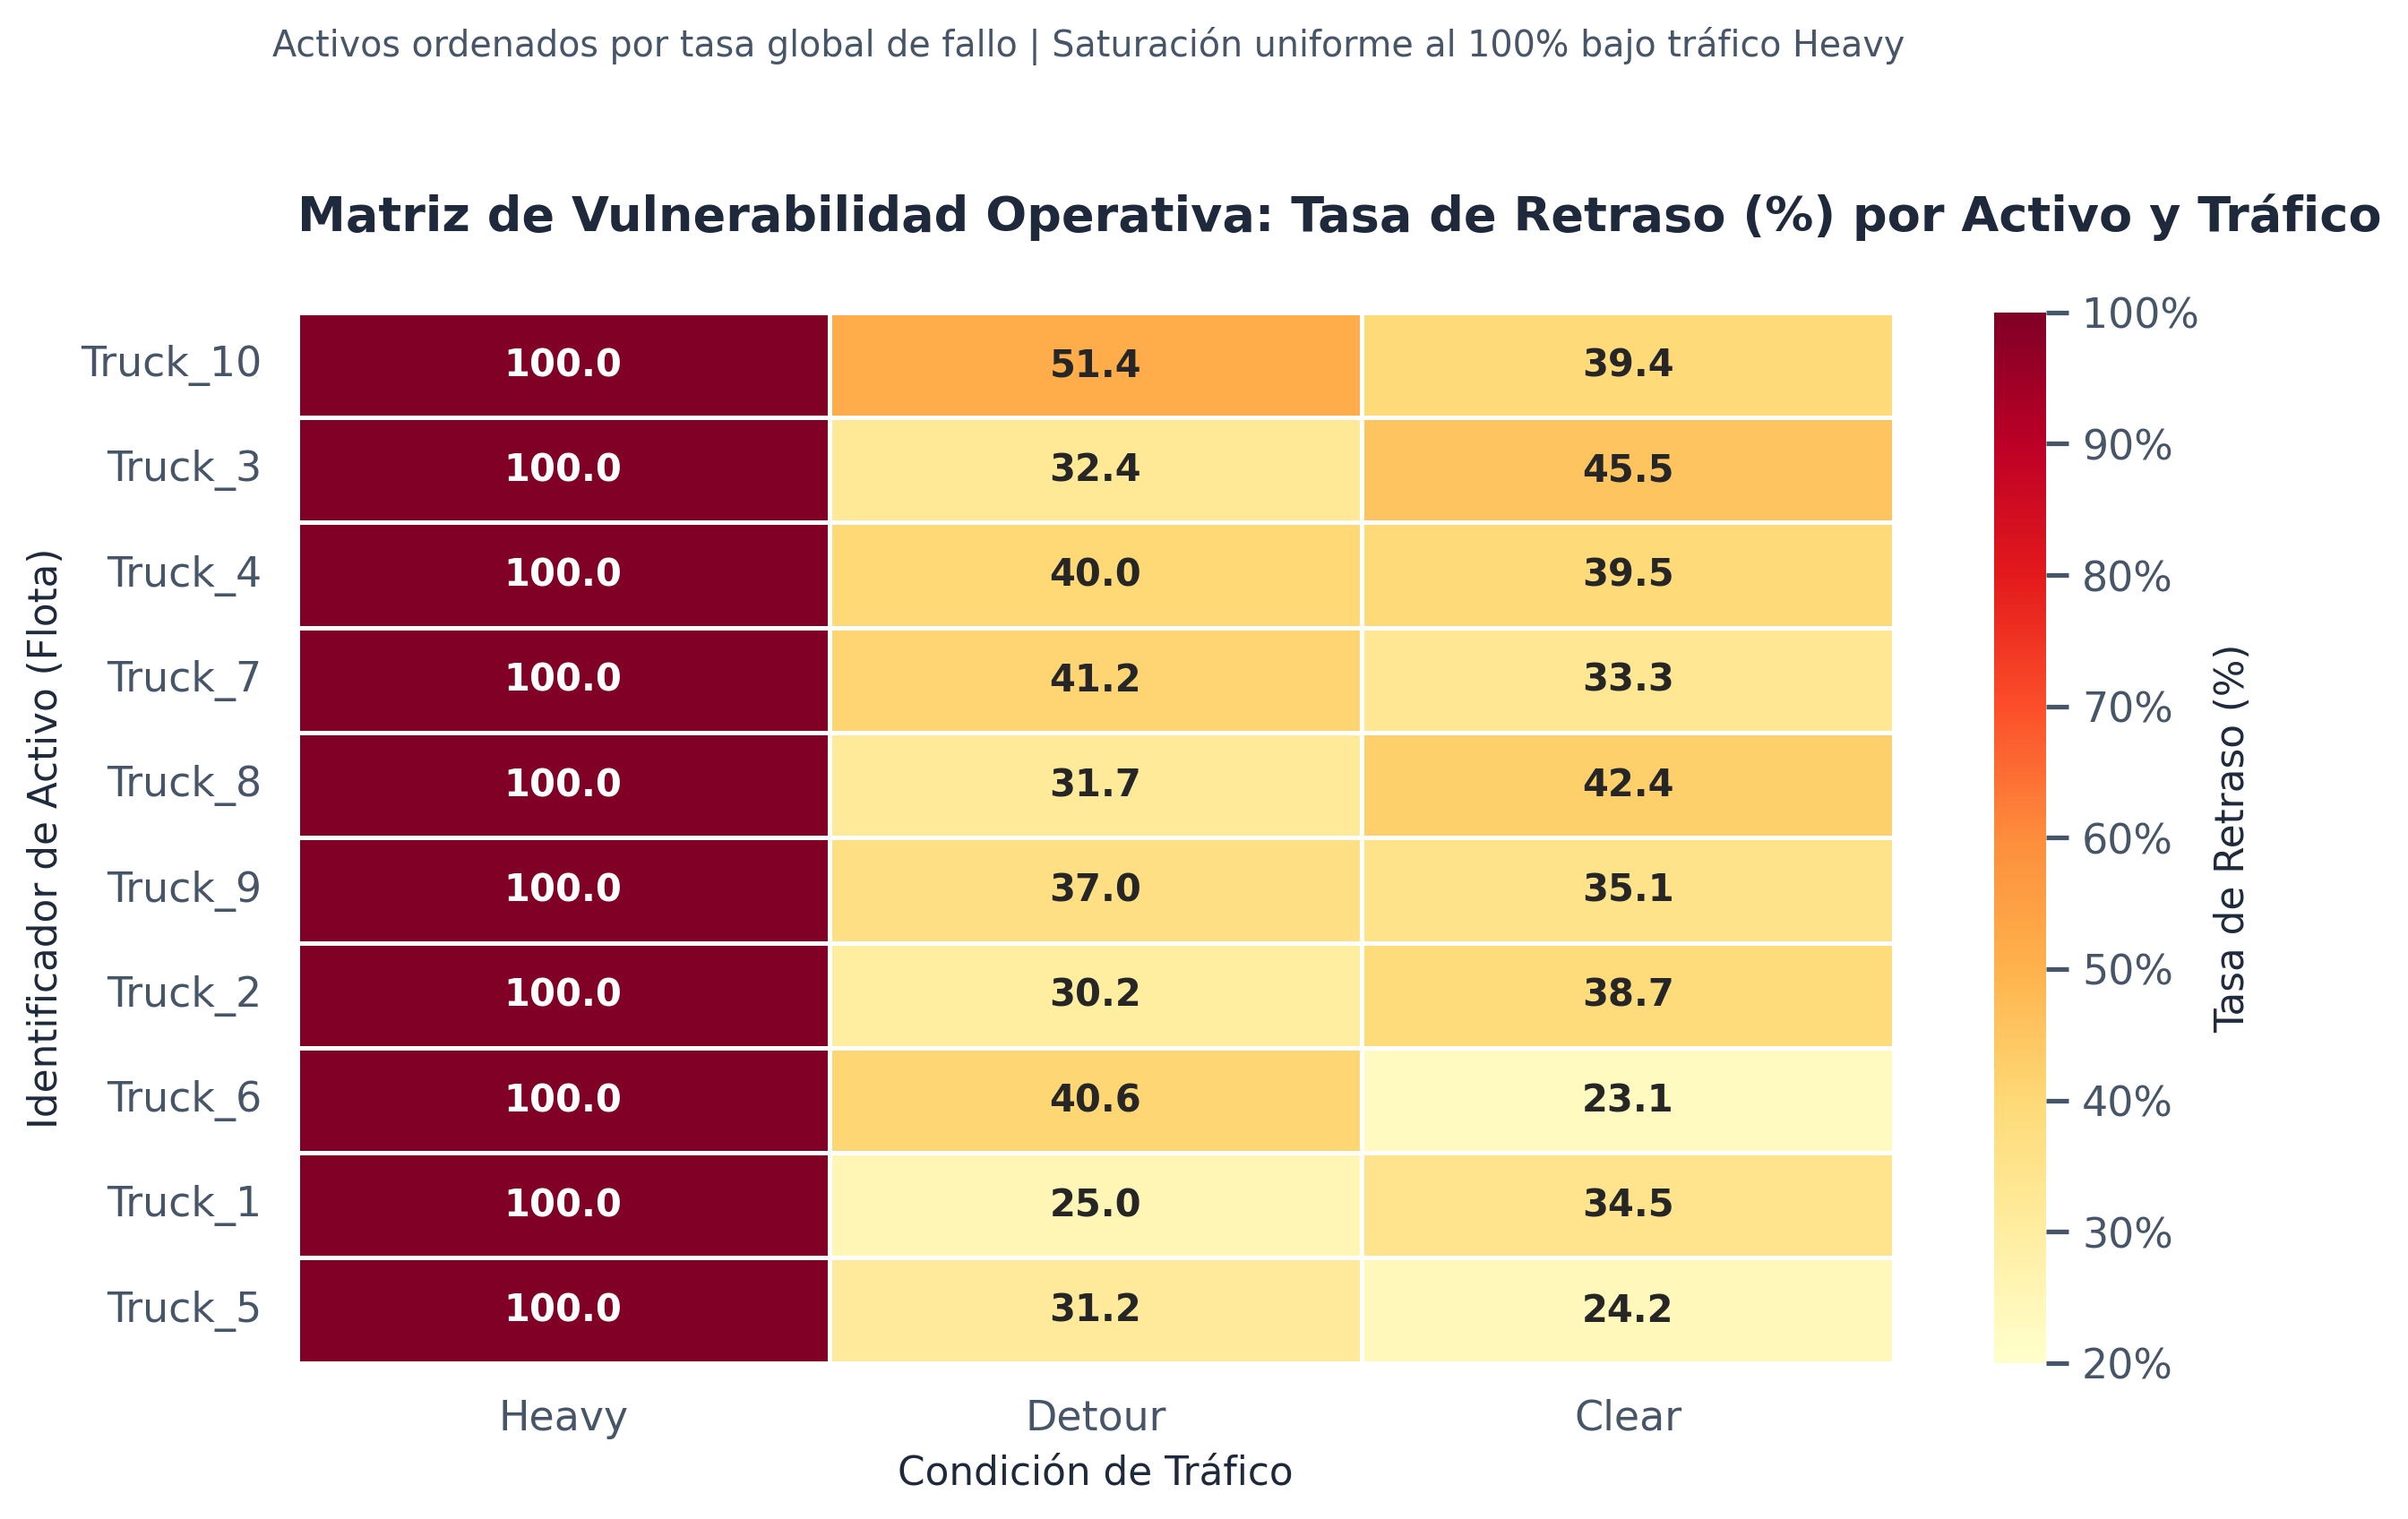 Activos ordenados por tasa global de fallo | Saturación uniforme al 100% bajo tráfico Heavy
Matriz de Vulnerabilidad Operativa: Tasa de Retraso (%) por Activo y Tráfico
Identificador de Activo (Flota)
Truck_10 100.0 51.4 39.4
Truck_3 100.0 32.4 45.5
Truck_4 100.0 40.0 39.5
Truck_7 100.0 41.2 33.3
Truck_8 100.0 31.7 42.4
Truck_9 100.0 37.0 35.1
Truck_2 100.0 30.2 38.7
Truck_6 100.0 40.6 23.1
Truck_1 100.0 25.0 34.5
Truck_5 100.0 31.2 24.2
Heavy Detour Clear
Condición de Tráfico
100%
90%
80%
70%
60%
50%
40%
30%
20%
Tasa de Retraso (%)